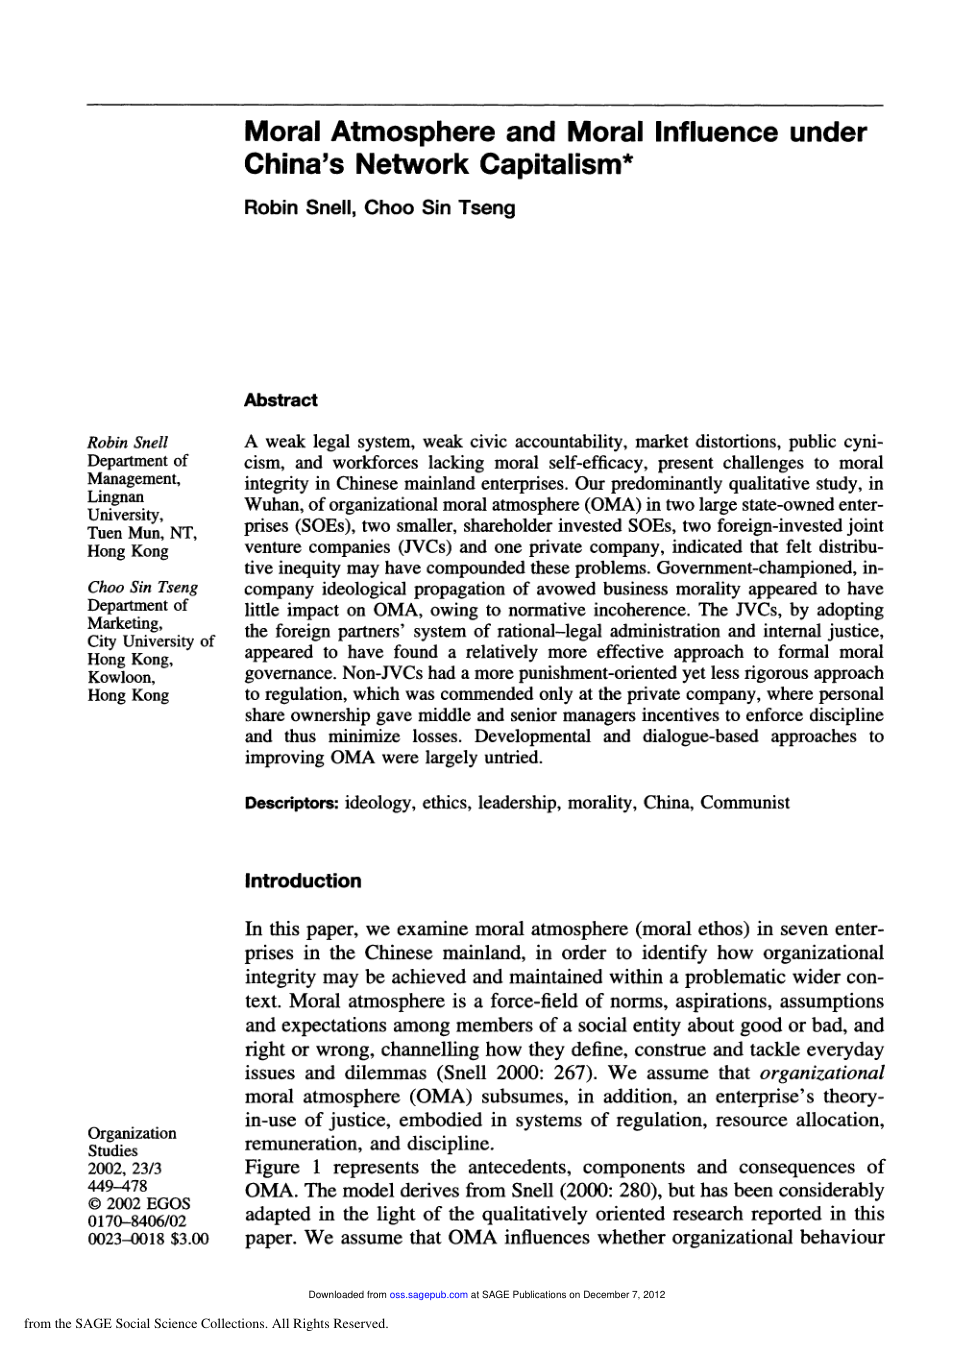 Moral Atmosphere and Moral Influence under
China's Network Capitalism*
Robin Snell, Choo Sin Tseng
Abstract
Robin Snell
Department of
Management,
Lingnan
University,
Tuen Mun, NT,
Hong Kong
Choo Sin Tseng
Department of
Marketing,
City University of
Hong Kong,
Kowloon,
Hong Kong
A weak legal system, weak civic accountability, market distortions, public cyni-
cism, and workforces lacking moral self-efficacy, present challenges to moral
integrity in Chinese mainland enterprises. Our predominantly qualitative study, in
Wuhan, of organizational moral atmosphere (OMA) in two large state-owned enter-
prises (SOEs), two smaller, shareholder invested SOEs, two foreign-invested joint
venture companies (JVCs) and one private company, indicated that felt distribu-
tive inequity may have compounded these problems. Government-championed, in-
company ideological propagation of avowed business morality appeared to have
little impact on OMA, owing to normative incoherence. The JVCs, by adopting
the foreign partners' system of rational–legal administration and internal justice,
appeared to have found a relatively more effective approach to formal moral
governance. Non-JVCs had a more punishment-oriented yet less rigorous approach
to regulation, which was commended only at the private company, where personal
share ownership gave middle and senior managers incentives to enforce discipline
and thus minimize losses. Developmental and dialogue-based approaches to
improving OMA were largely untried.
Descriptors: ideology, ethics, leadership, morality, China, Communist
Introduction
In this paper, we examine moral atmosphere (moral ethos) in seven enter-
prises in the Chinese mainland, in order to identify how organizational
integrity may be achieved and maintained within a problematic wider con-
text. Moral atmosphere is a force-field of norms, aspirations, assumptions
and expectations among members of a social entity about good or bad, and
right or wrong, channelling how they define, construe and tackle everyday
issues and dilemmas (Snell 2000: 267). We assume that organizational
moral atmosphere (OMA) subsumes, in addition, an enterprise's theory-
in-use of justice, embodied in systems of regulation, resource allocation,
remuneration, and discipline.
Figure 1 represents the antecedents, components and consequences of
OMA. The model derives from Snell (2000: 280), but has been considerably
adapted in the light of the qualitatively oriented research reported in this
paper. We assume that OMA influences whether organizational behaviour
Organization
Studies
2002, 23/3
449–478
© 2002 EGOS
0170–8406/02
0023–0018 $3.00
Downloaded from oss.sagepub.com at SAGE Publications on December 7, 2012
from the SAGE Social Science Collections. All Rights Reserved.